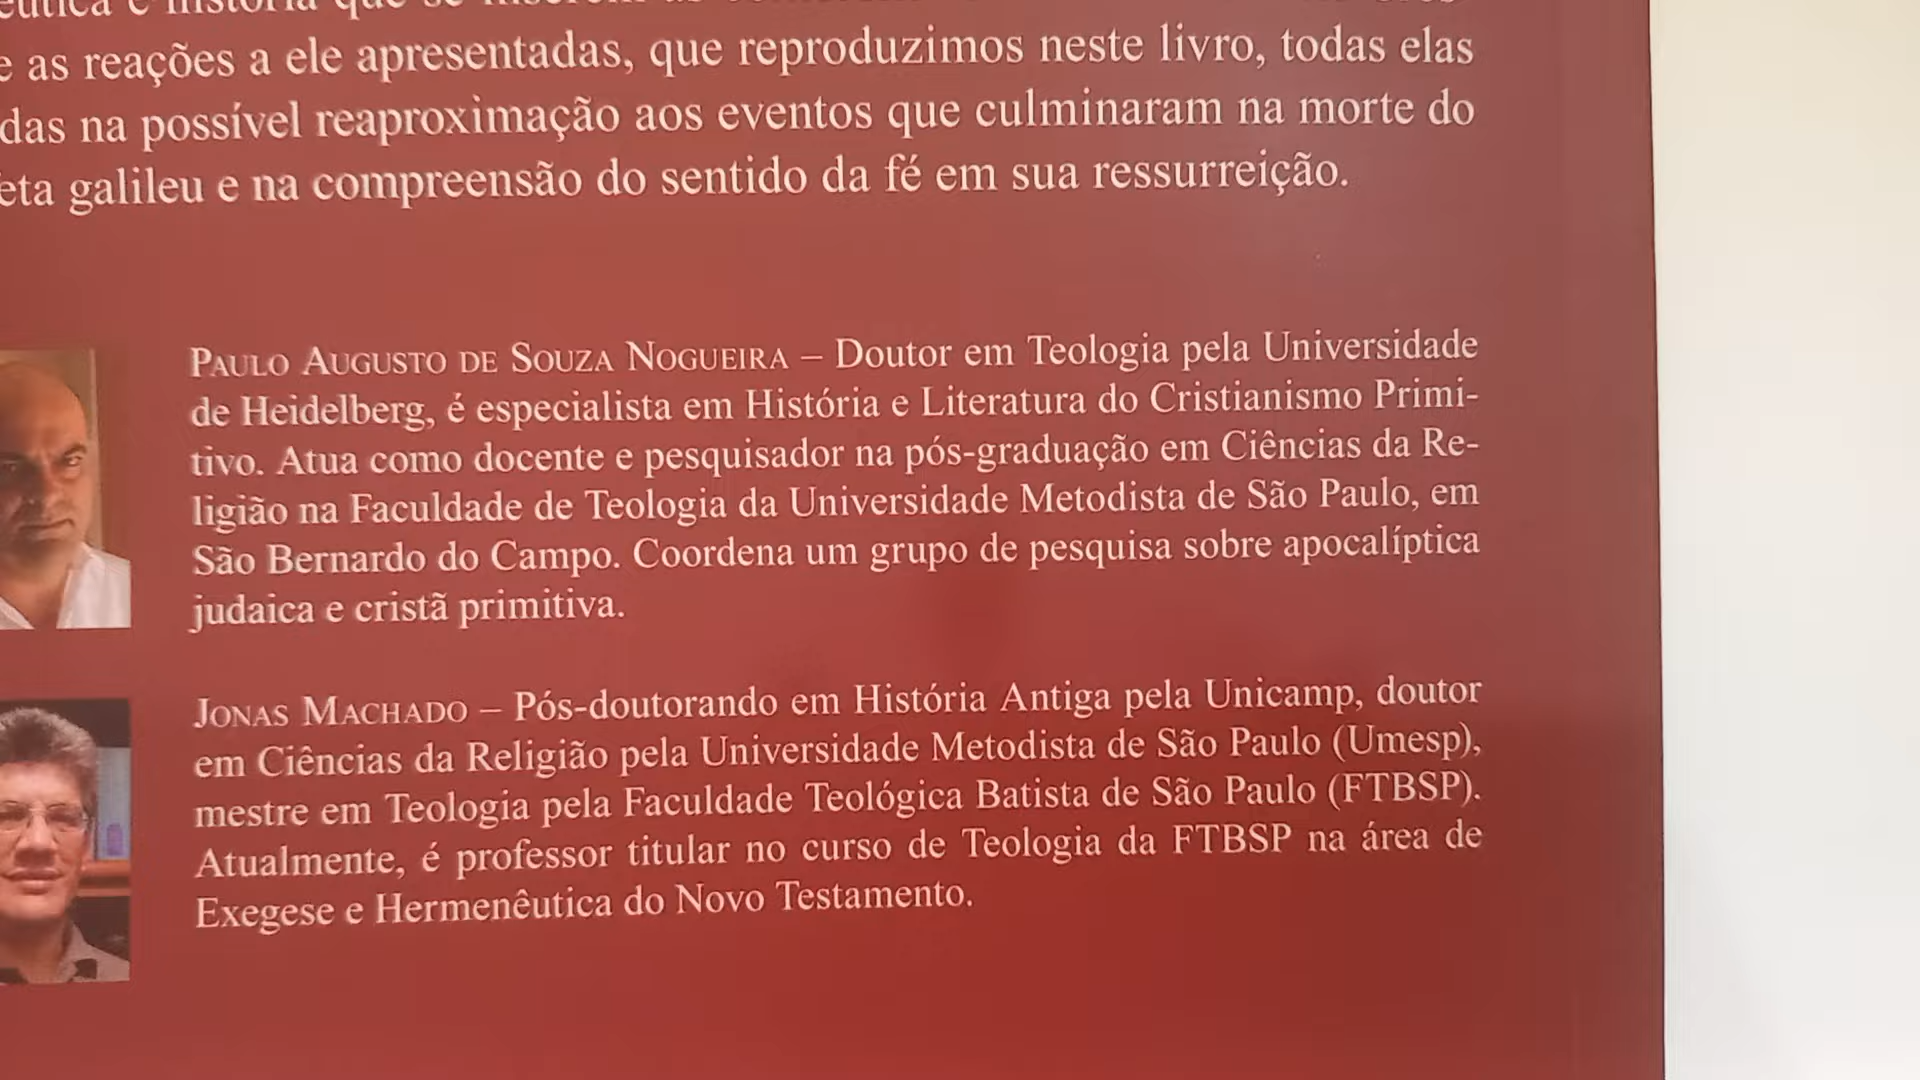 e história que se inserem
e as reações a ele apresentadas, que reproduzimos neste livro, todas elas
das na possível reaproximação aos eventos que culminaram na morte do
eta galileu e na compreensão do sentido da fé em sua ressurreição.
PAULO AUGUSTO DE SOUZA NOGUEIRA – Doutor em Teologia pela Universidade
de Heidelberg, é especialista em História e Literatura do Cristianismo Primi-
tivo. Atua como docente e pesquisador na pós-graduação em Ciências da Re-
ligião na Faculdade de Teologia da Universidade Metodista de São Paulo, em
São Bernardo do Campo. Coordena um grupo de pesquisa sobre apocalíptica
judaica e cristã primitiva.
JONAS MACHADO – Pós-doutorando em História Antiga pela Unicamp, doutor
em Ciências da Religião pela Universidade Metodista de São Paulo (Umesp),
mestre em Teologia pela Faculdade Teológica Batista de São Paulo (FTBSP).
Atualmente, é professor titular no curso de Teologia da FTBSP na área de
Exegese e Hermenêutica do Novo Testamento.